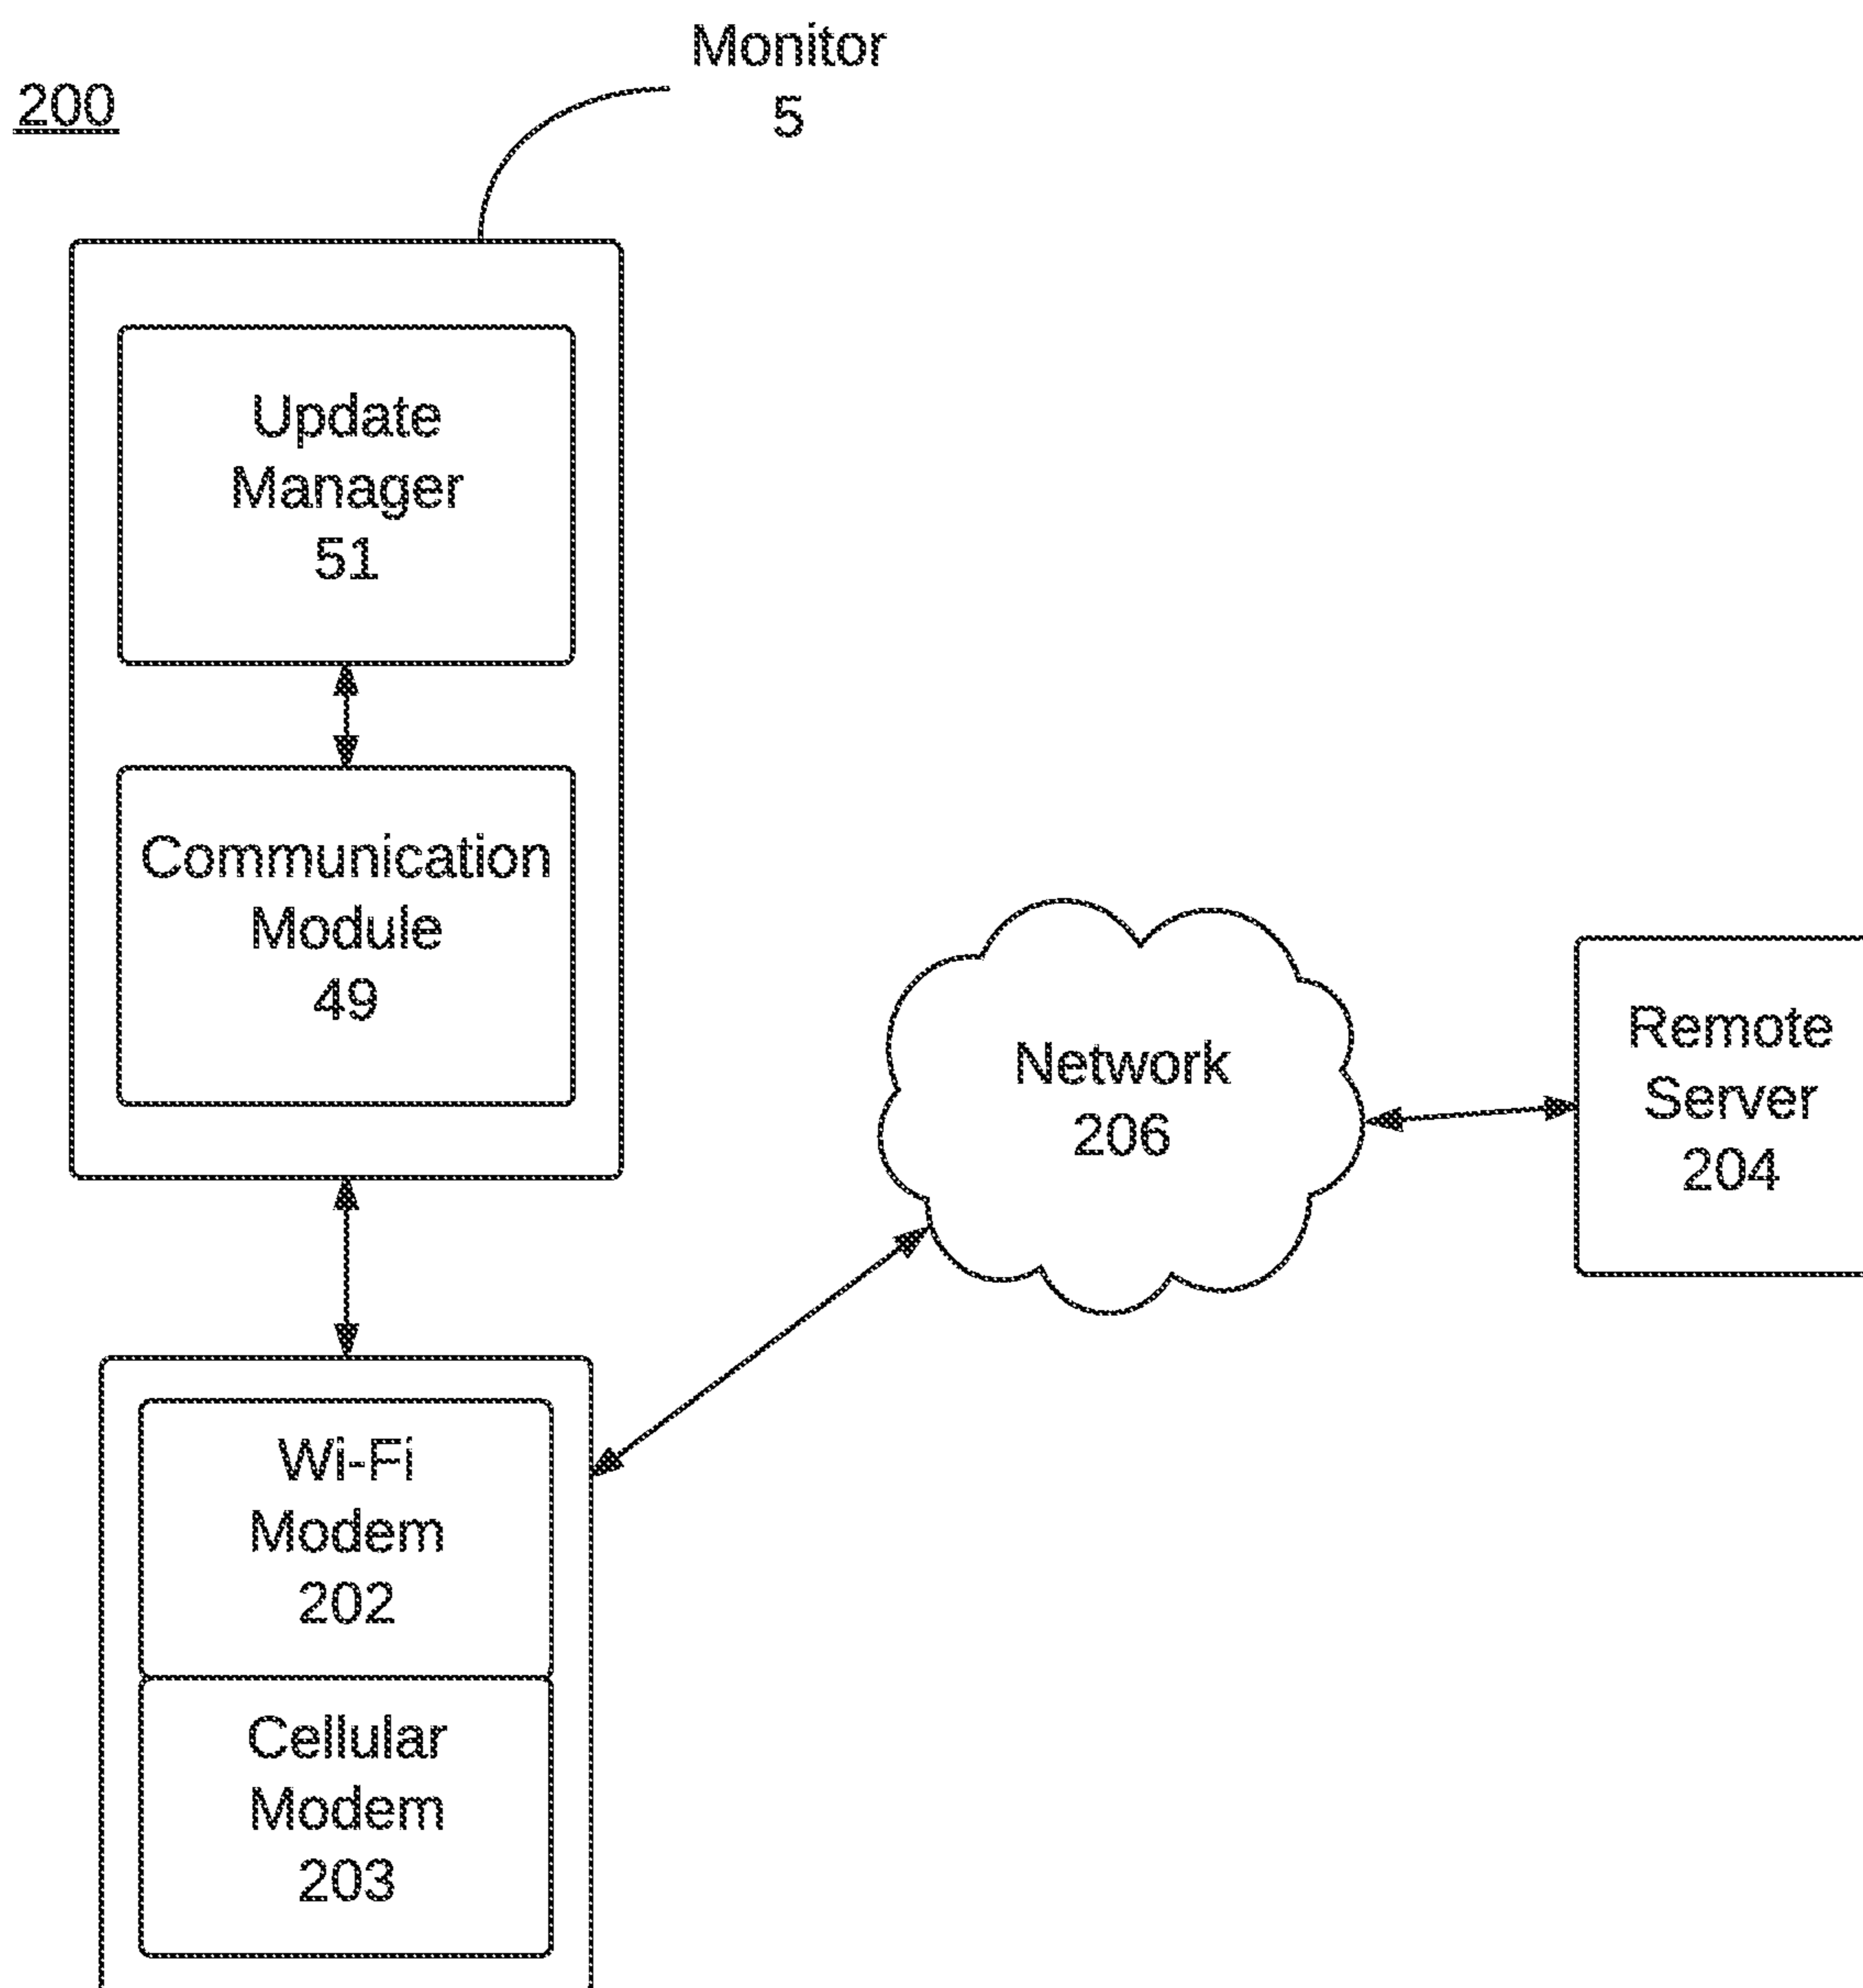 Monitor
5
200
Update
Manager
51
Communication
Module
49
Network
206
Remote
Server
204
Wi-Fi
Modem
202
Cellular
Modem
203